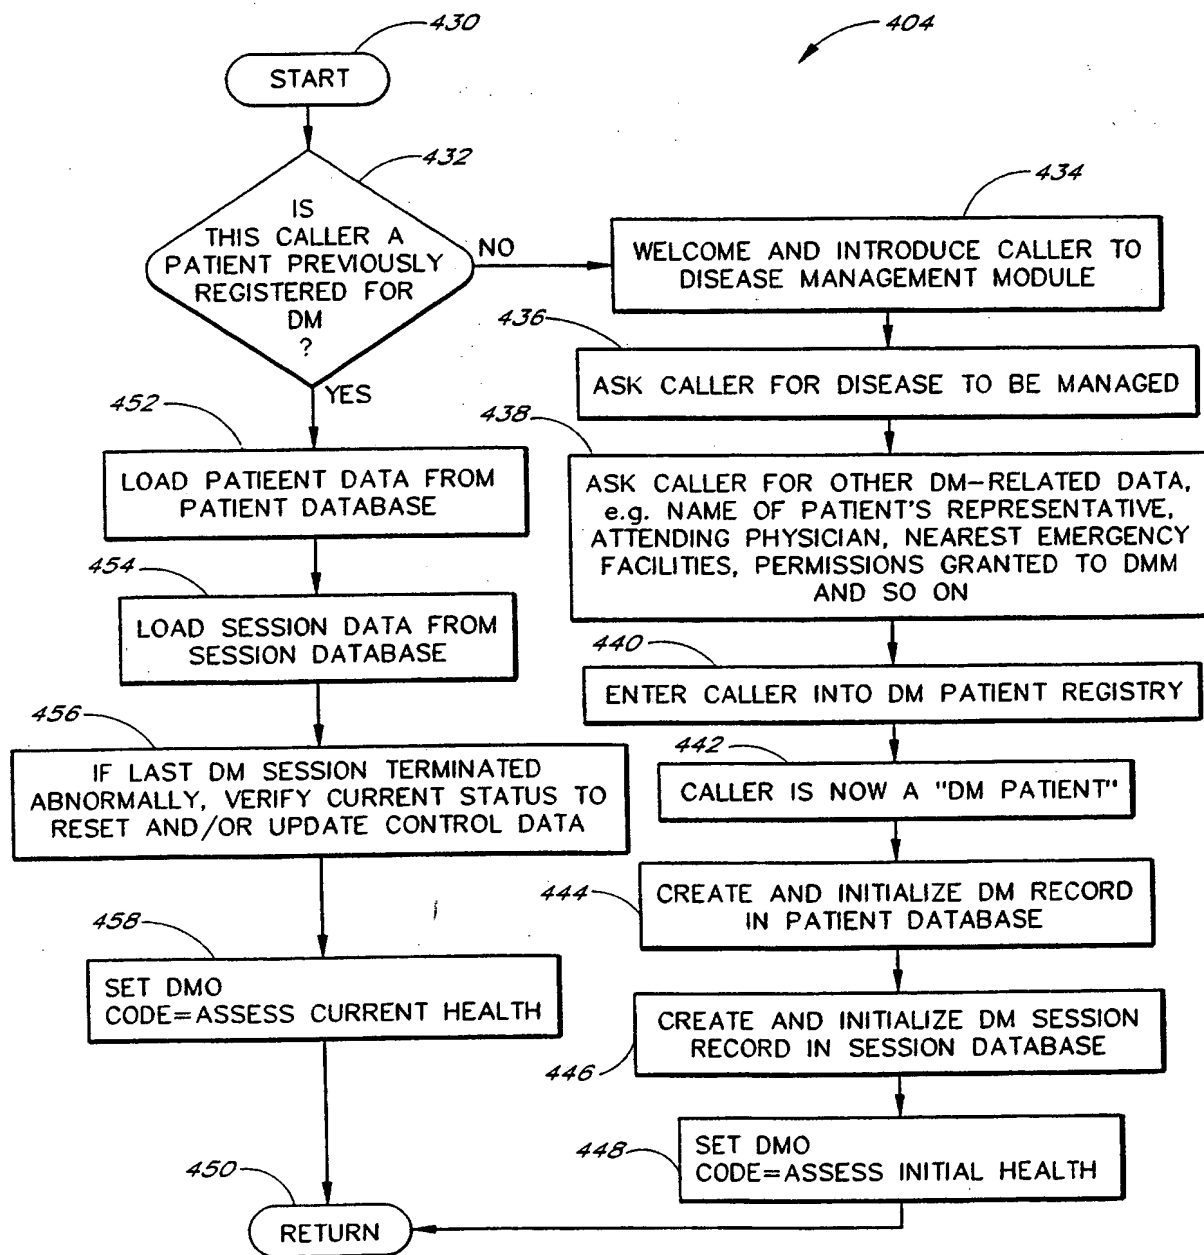 430
404
START
432
IS
THIS CALLER A
PATIENT PREVIOUSLY
REGISTERED FOR
DM
?
NO
YES
434
WELCOME AND INTRODUCE CALLER TO
DISEASE MANAGEMENT MODULE
436
ASK CALLER FOR DISEASE TO BE MANAGED
438
ASK CALLER FOR OTHER DM-RELATED DATA,
e.g. NAME OF PATIENT'S REPRESENTATIVE,
ATTENDING PHYSICIAN, NEAREST EMERGENCY
FACILITIES, PERMISSIONS GRANTED TO DMM
AND SO ON
440
ENTER CALLER INTO DM PATIENT REGISTRY
442
CALLER IS NOW A "DM PATIENT"
444
CREATE AND INITIALIZE DM RECORD
IN PATIENT DATABASE
446
CREATE AND INITIALIZE DM SESSION
RECORD IN SESSION DATABASE
448
SET DMO
CODE=ASSESS INITIAL HEALTH
452
LOAD PATIEENT DATA FROM
PATIENT DATABASE
454
LOAD SESSION DATA FROM
SESSION DATABASE
456
IF LAST DM SESSION TERMINATED
ABNORMALLY, VERIFY CURRENT STATUS TO
RESET AND/OR UPDATE CONTROL DATA
458
SET DMO
CODE=ASSESS CURRENT HEALTH
450
RETURN